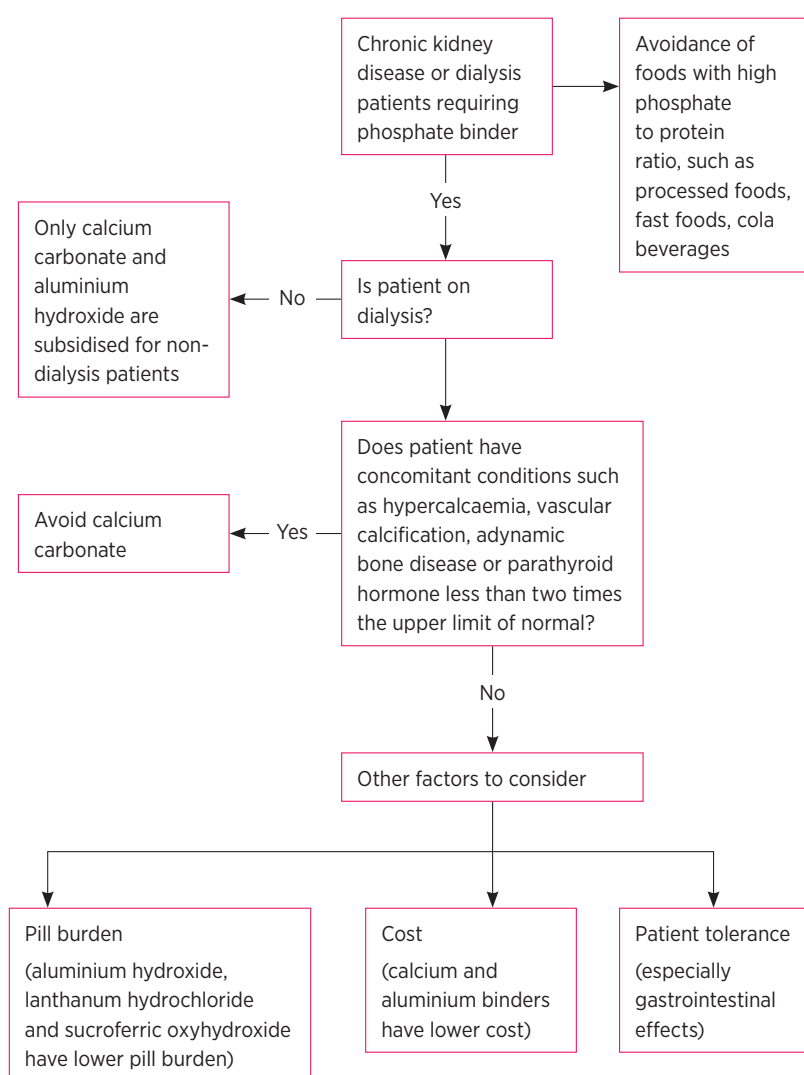 Chronic kidney
disease or dialysis
patients requiring
phosphate binder
Avoidance of
foods with high
phosphate
to protein
ratio, such as
processed foods,
fast foods, cola
beverages
Yes
Is patient on
dialysis?
No
Only calcium
carbonate and
aluminium
hydroxide are
subsidised for non-
dialysis patients
Does patient have
concomitant conditions such
as hypercalcaemia, vascular
calcification, adynamic
bone disease or parathyroid
hormone less than two times
the upper limit of normal?
Yes
Avoid calcium
carbonate
No
Other factors to consider
Pill burden
(aluminium hydroxide,
lanthanum hydrochloride
and sucroferric oxyhydroxide
have lower pill burden)
Cost
(calcium and
aluminium binders
have lower cost)
Patient tolerance
(especially
gastrointestinal
effects)